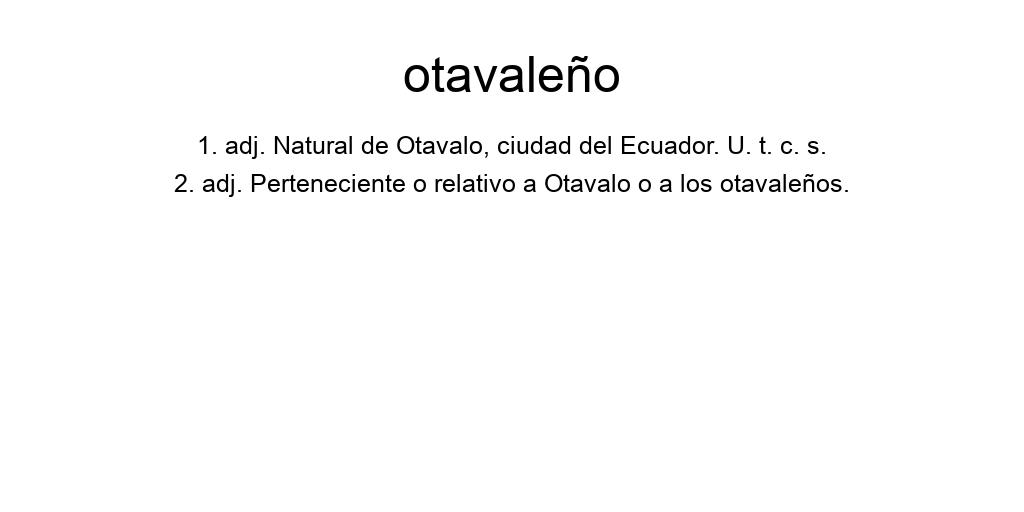 otavaleño
1. adj. Natural de Otavalo, ciudad del Ecuador. U. t. c. s.
2. adj. Perteneciente o relativo a Otavalo o a los otavaleños.